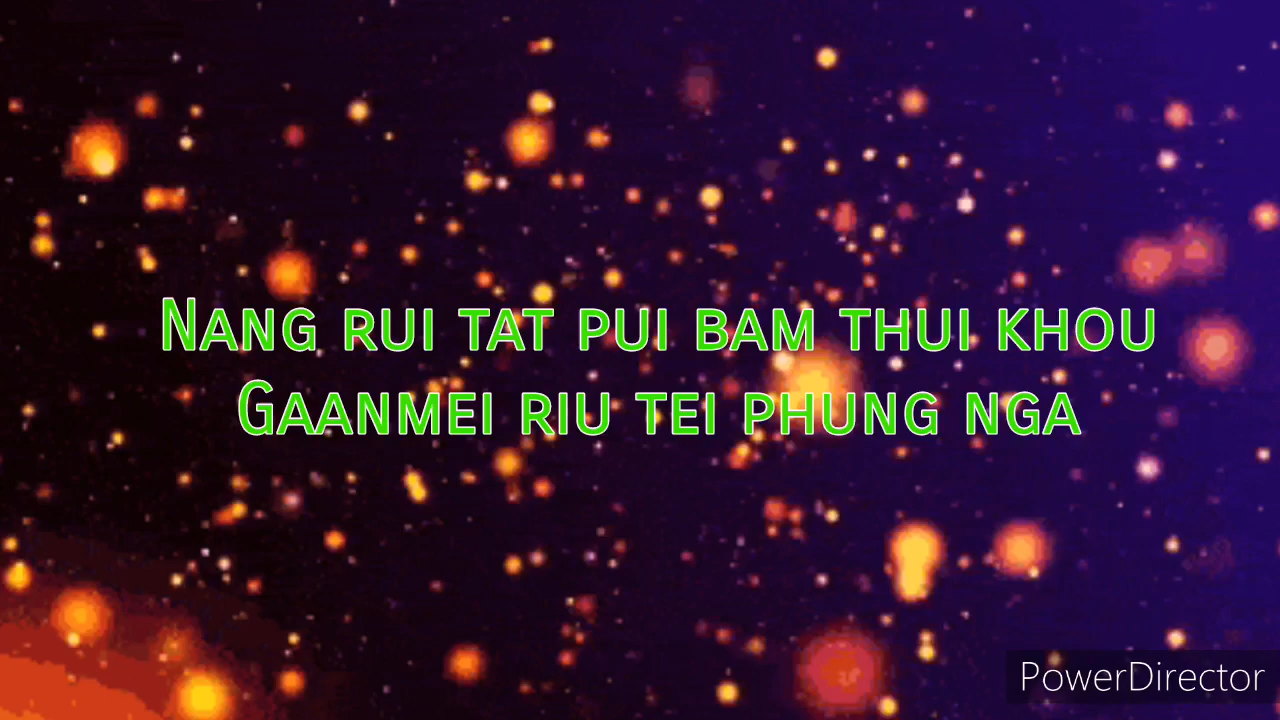 Nang rui tat pui bam thui khou
Gaanmei riu tei phung nga
PowerDirector